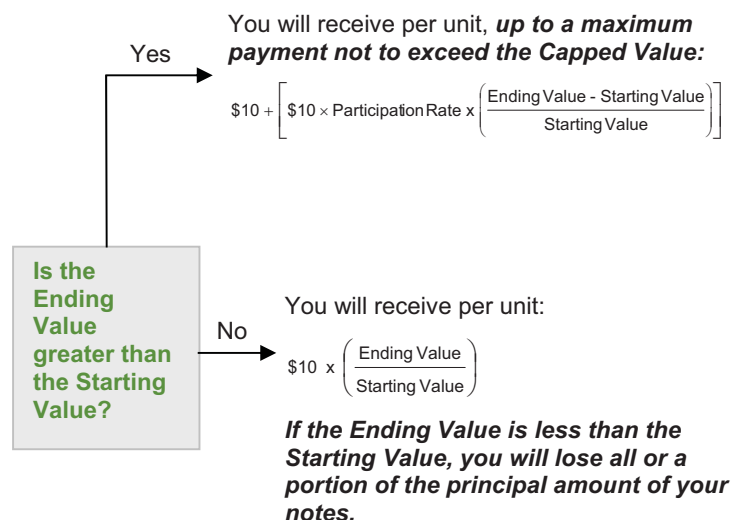 You will receive per unit, up to a maximum
payment not to exceed the Capped Value:
Yes
$10 + [ $10 × Participation Rate x ( Ending Value - Starting Value / Starting Value ) ]
Is the
Ending
Value
greater than
the Starting
Value?
No
You will receive per unit:
$10 x ( Ending Value / Starting Value )
If the Ending Value is less than the
Starting Value, you will lose all or a
portion of the principal amount of your
notes.